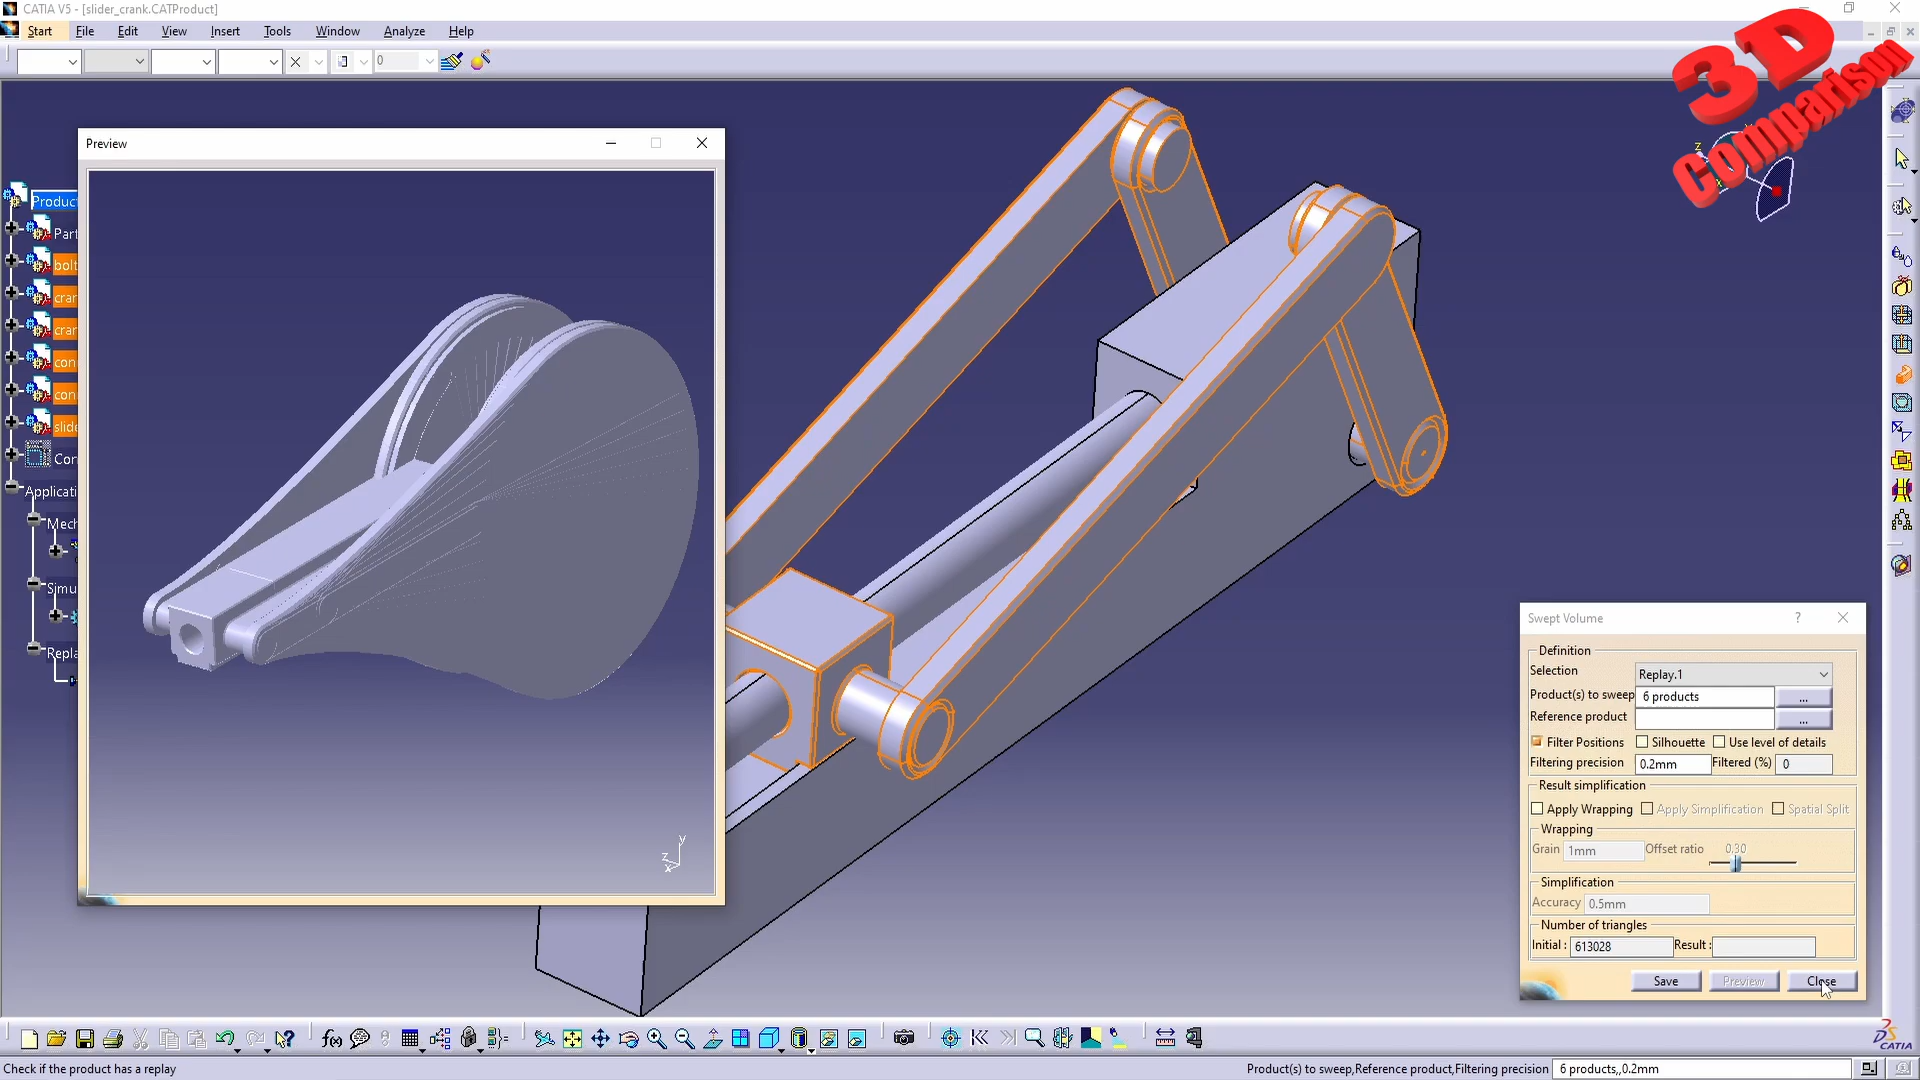 CATIA V5 - [slider_crank.CATProduct]
Start File Edit View Insert Tools Window Analyze Help
0
3D
Comparison
Preview
Product
Part
bolt
cran
cran
con
con
slide
Con
Applicati
Mech
Simu
Repla
z
x
y
z
x
Swept Volume ?
Definition
Selection Replay.1
Product(s) to sweep 6 products ...
Reference product ...
Filter Positions Silhouette Use level of details
Filtering precision 0.2mm Filtered (%) 0
Result simplification
Apply Wrapping Apply Simplification Spatial Split
Wrapping
Grain 1mm Offset ratio 0.30
Simplification
Accuracy 0.5mm
Number of triangles
Initial : 613028 Result :
Save Preview Close
f(x)
CATIA
Check if the product has a replay
Product(s) to sweep,Reference product,Filtering precision 6 products,,0.2mm